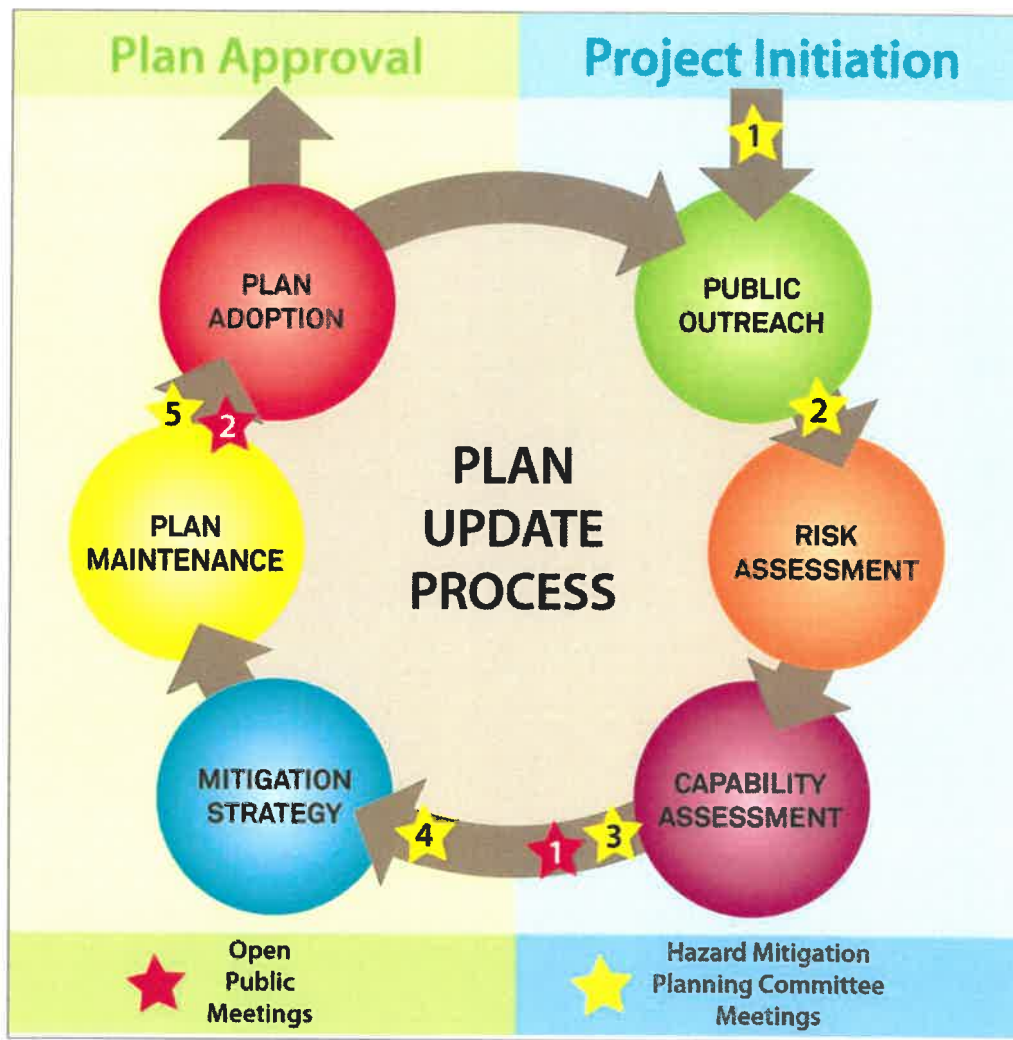 Plan Approval
Project Initiation
1
PLAN
ADOPTION
PUBLIC
OUTREACH
5
2
2
PLAN
UPDATE
PROCESS
PLAN
MAINTENANCE
RISK
ASSESSMENT
MITIGATION
STRATEGY
CAPABILITY
ASSESSMENT
4
1
3
Open
Public
Meetings
Hazard Mitigation
Planning Committee
Meetings